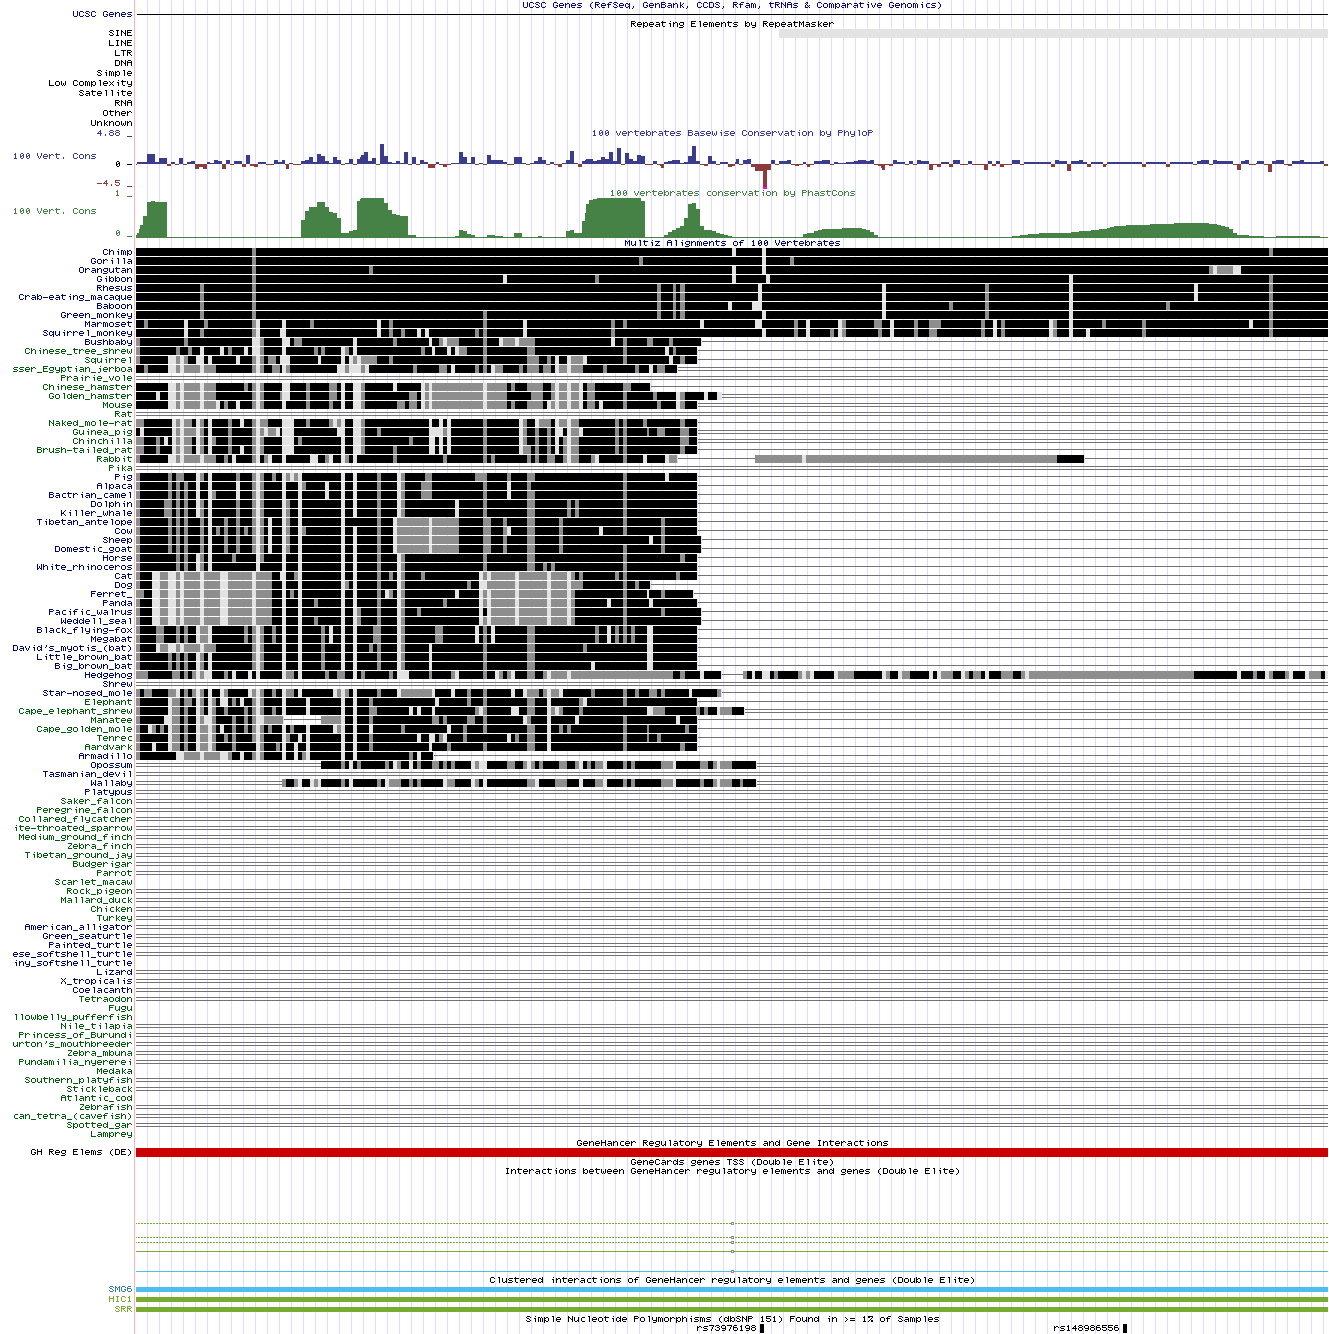 UCSC Genes (RefSeq, GenBank, CCDS, Rfam, tRNAs & Comparative Genomics)
UCSC Genes
Repeating Elements by RepeatMasker
SINE
LINE
LTR
DNA
Simple
Low Complexity
Satellite
RNA
Other
Unknown
4.88 _
100 vertebrates Basewise Conservation by PhyloP
100 Vert. Cons
0 _
-4.5 _
100 vertebrates conservation by PhastCons
1 _
100 Vert. Cons
0 _
Multiz Alignments of 100 Vertebrates
Chimp
Gorilla
Orangutan
Gibbon
Rhesus
Crab-eating_macaque
Baboon
Green_monkey
Marmoset
Squirrel_monkey
Bushbaby
Chinese_tree_shrew
Squirrel
sser_Egyptian_jerboa
Prairie_vole
Chinese_hamster
Golden_hamster
Mouse
Rat
Naked_mole-rat
Guinea_pig
Chinchilla
Brush-tailed_rat
Rabbit
Pika
Pig
Alpaca
Bactrian_camel
Dolphin
Killer_whale
Tibetan_antelope
Cow
Sheep
Domestic_goat
Horse
White_rhinoceros
Cat
Dog
Ferret_
Panda
Pacific_walrus
Weddell_seal
Black_flying-fox
Megabat
David's_myotis_(bat)
Little_brown_bat
Big_brown_bat
Hedgehog
Shrew
Star-nosed_mole
Elephant
Cape_elephant_shrew
Manatee
Cape_golden_mole
Tenrec
Aardvark
Armadillo
Opossum
Tasmanian_devil
Wallaby
Platypus
Saker_falcon
Peregrine_falcon
Collared_flycatcher
ite-throated_sparrow
Medium_ground_finch
Zebra_finch
Tibetan_ground_jay
Budgerigar
Parrot
Scarlet_macaw
Rock_pigeon
Mallard_duck
Chicken
Turkey
American_alligator
Green_seaturtle
Painted_turtle
ese_softshell_turtle
iny_softshell_turtle
Lizard
X_tropicalis
Coelacanth
Tetraodon
Fugu
llowbelly_pufferfish
Nile_tilapia
Princess_of_Burundi
urton's_mouthbreeder
Zebra_mbuna
Pundamilia_nyererei
Medaka
Southern_platyfish
Stickleback
Atlantic_cod
Zebrafish
can_tetra_(cavefish)
Spotted_gar
Lamprey
GeneHancer Regulatory Elements and Gene Interactions
GH Reg Elems (DE)
GeneCards genes TSS (Double Elite)
Interactions between GeneHancer regulatory elements and genes (Double Elite)
Clustered interactions of GeneHancer regulatory elements and genes (Double Elite)
SMG6
HIC1
SRR
Simple Nucleotide Polymorphisms (dbSNP 151) Found in >= 1% of Samples
rs73976198 rs148986556